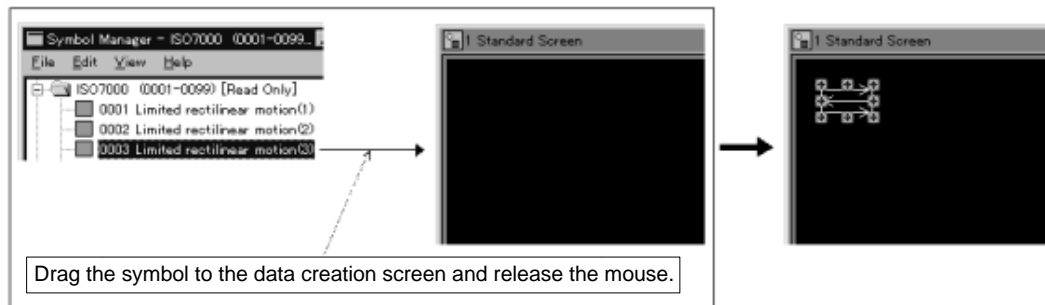 Symbol Manager - ISO7000 (0001-0099...
File Edit View Help
ISO7000 (0001-0099) [Read Only]
0001 Limited rectilinear motion(1)
0002 Limited rectilinear motion(2)
0003 Limited rectilinear motion(3)
1 Standard Screen
1 Standard Screen
Drag the symbol to the data creation screen and release the mouse.